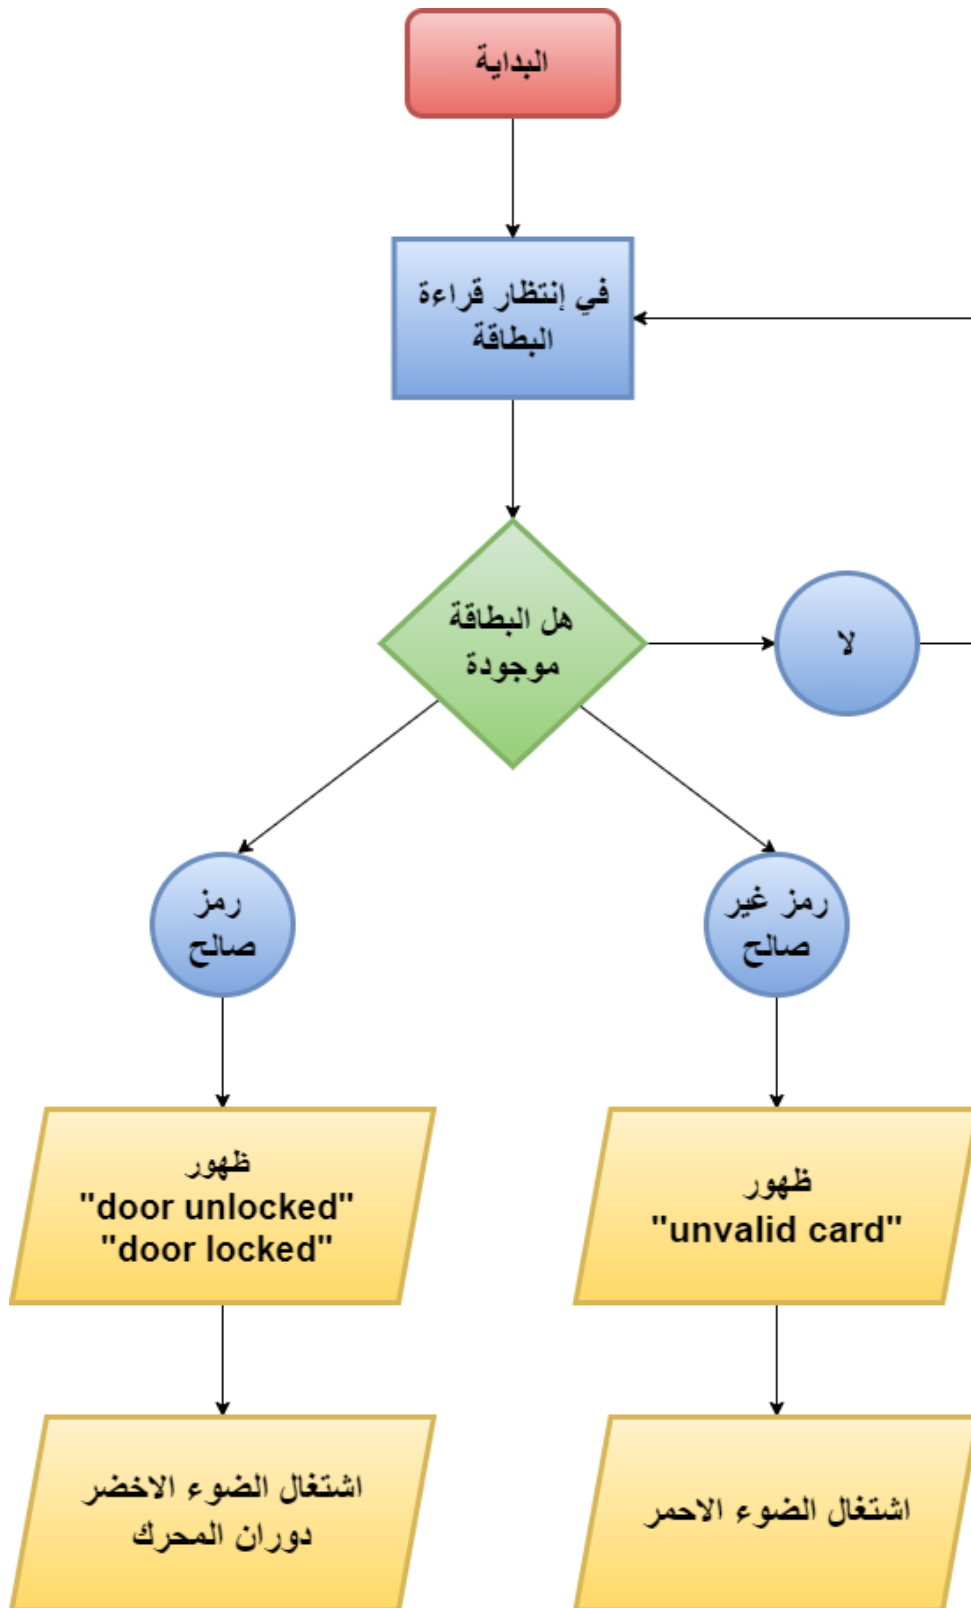 البداية
في إنتظار قراءة
البطاقة
هل البطاقة
موجودة
لا
رمز
صالح
رمز غير
صالح
ظهور
"door unlocked"
"door locked"
ظهور
"unvalid card"
اشتغال الضوء الاخضر
دوران المحرك
اشتغال الضوء الاحمر